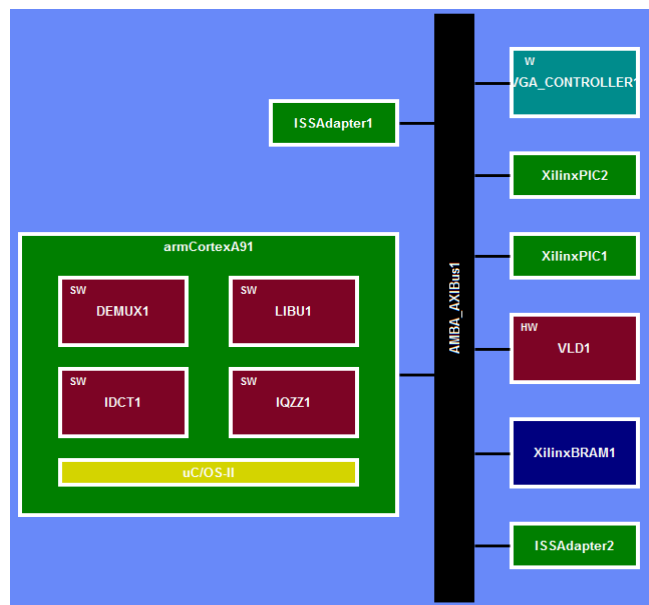 ISSAdapter1
armCortexA91
SW
DEMUX1
SW
LIBU1
SW
IDCT1
SW
IQZZ1
uC/OS-II
AMBA_AXIBus1
W
VGA_CONTROLLER1
XilinxPIC2
XilinxPIC1
HW
VLD1
XilinxBRAM1
ISSAdapter2